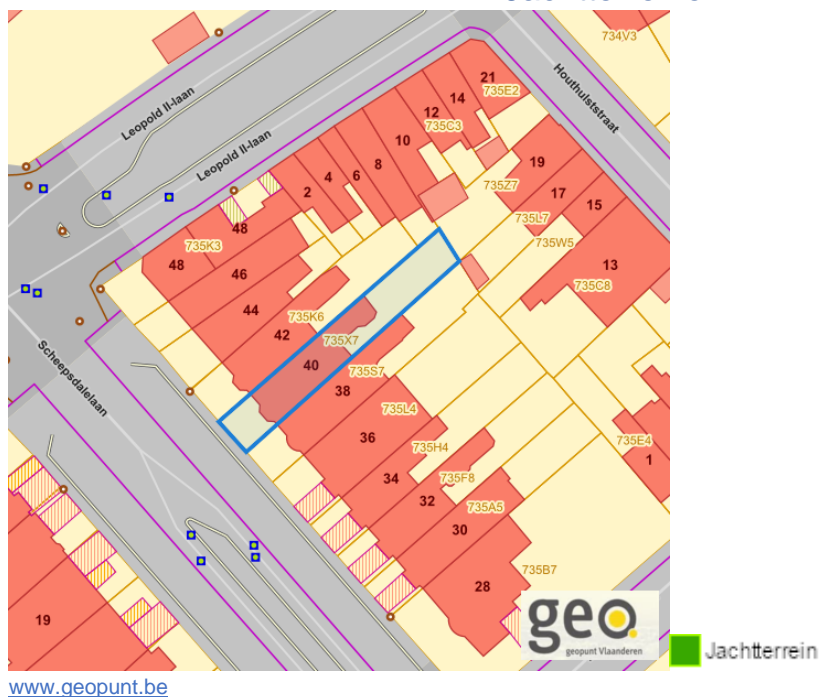 734V3
21
735E2
14
12
735C3
10
Houthulststraat
Leopold II-laan
Leopold II-laan
8
6
4
2
19
735Z7
17
15
735L7
735W5
48
735K3
48
46
13
735C8
44
735K6
42
735X7
40
735S7
38
Scheepsdalelaan
735L4
36
735H4
735E4
34
1
735F8
32
735A5
30
735B7
28
19
geo.
geopunt Vlaanderen
Jachtterrein
www.geopunt.be